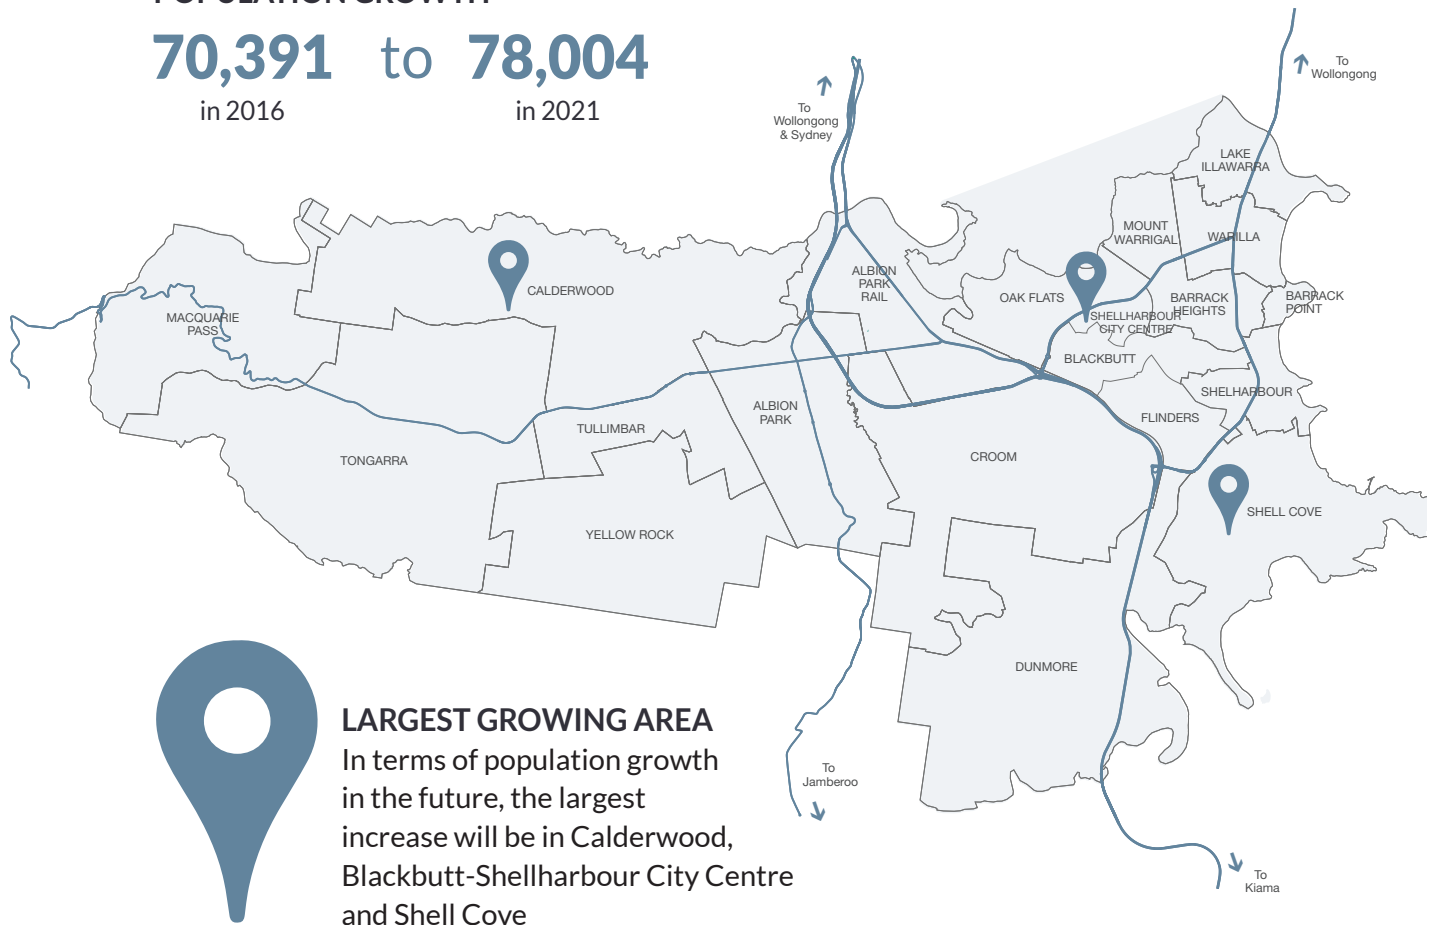 POPULATION GROWTH
70,391 to 78,004
in 2016 in 2021
To
Wollongong
& Sydney
To
Wollongong
LAKE
ILLAWARRA
MOUNT
WARRIGAL
WARILLA
ALBION
PARK
RAIL
OAK FLATS
BARRACK
HEIGHTS
BARRACK
POINT
SHELLHARBOUR
CITY CENTRE
CALDERWOOD
MACQUARIE
PASS
BLACKBUTT
SHELHARBOUR
FLINDERS
ALBION
PARK
TULLIMBAR
TONGARRA
CROOM
YELLOW ROCK
SHELL COVE
DUNMORE
To
Jamberoo
To
Kiama
LARGEST GROWING AREA
In terms of population growth
in the future, the largest
increase will be in Calderwood,
Blackbutt-Shellharbour City Centre
and Shell Cove